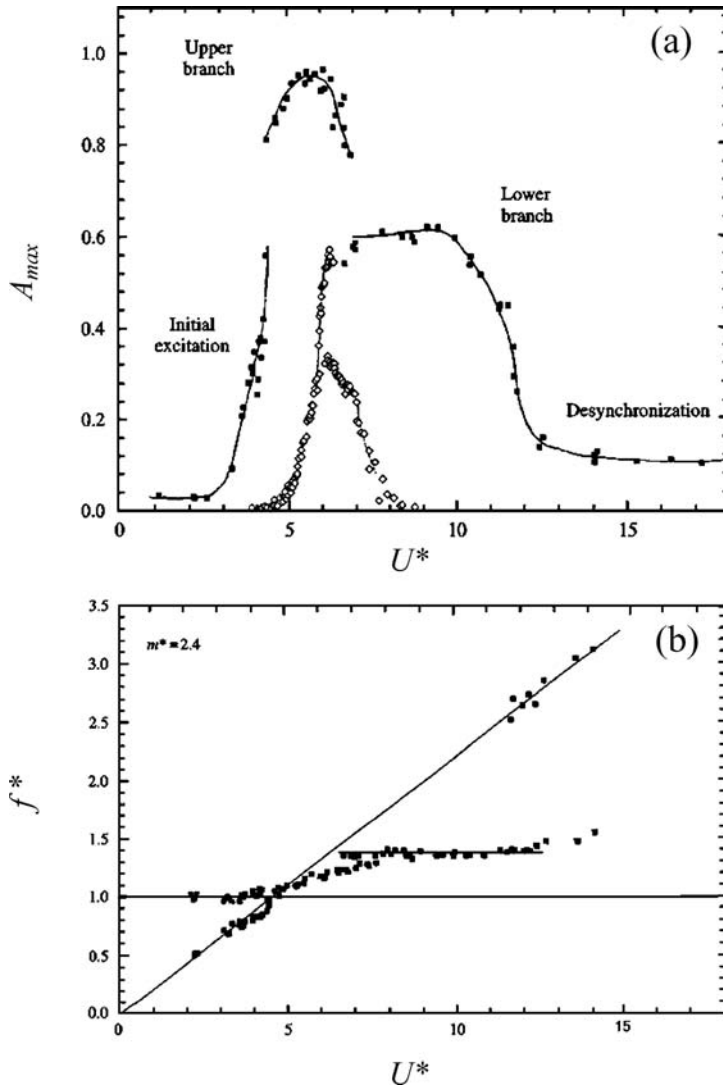 (a)
Upper
branch
Lower
branch
Initial
excitation
Desynchronization
A_max
1.0
0.8
0.6
0.4
0.2
0.0
0
5
10
15
U*
(b)
m* = 2.4
f*
3.5
3.0
2.5
2.0
1.5
1.0
0.5
0.0
0
5
10
15
U*